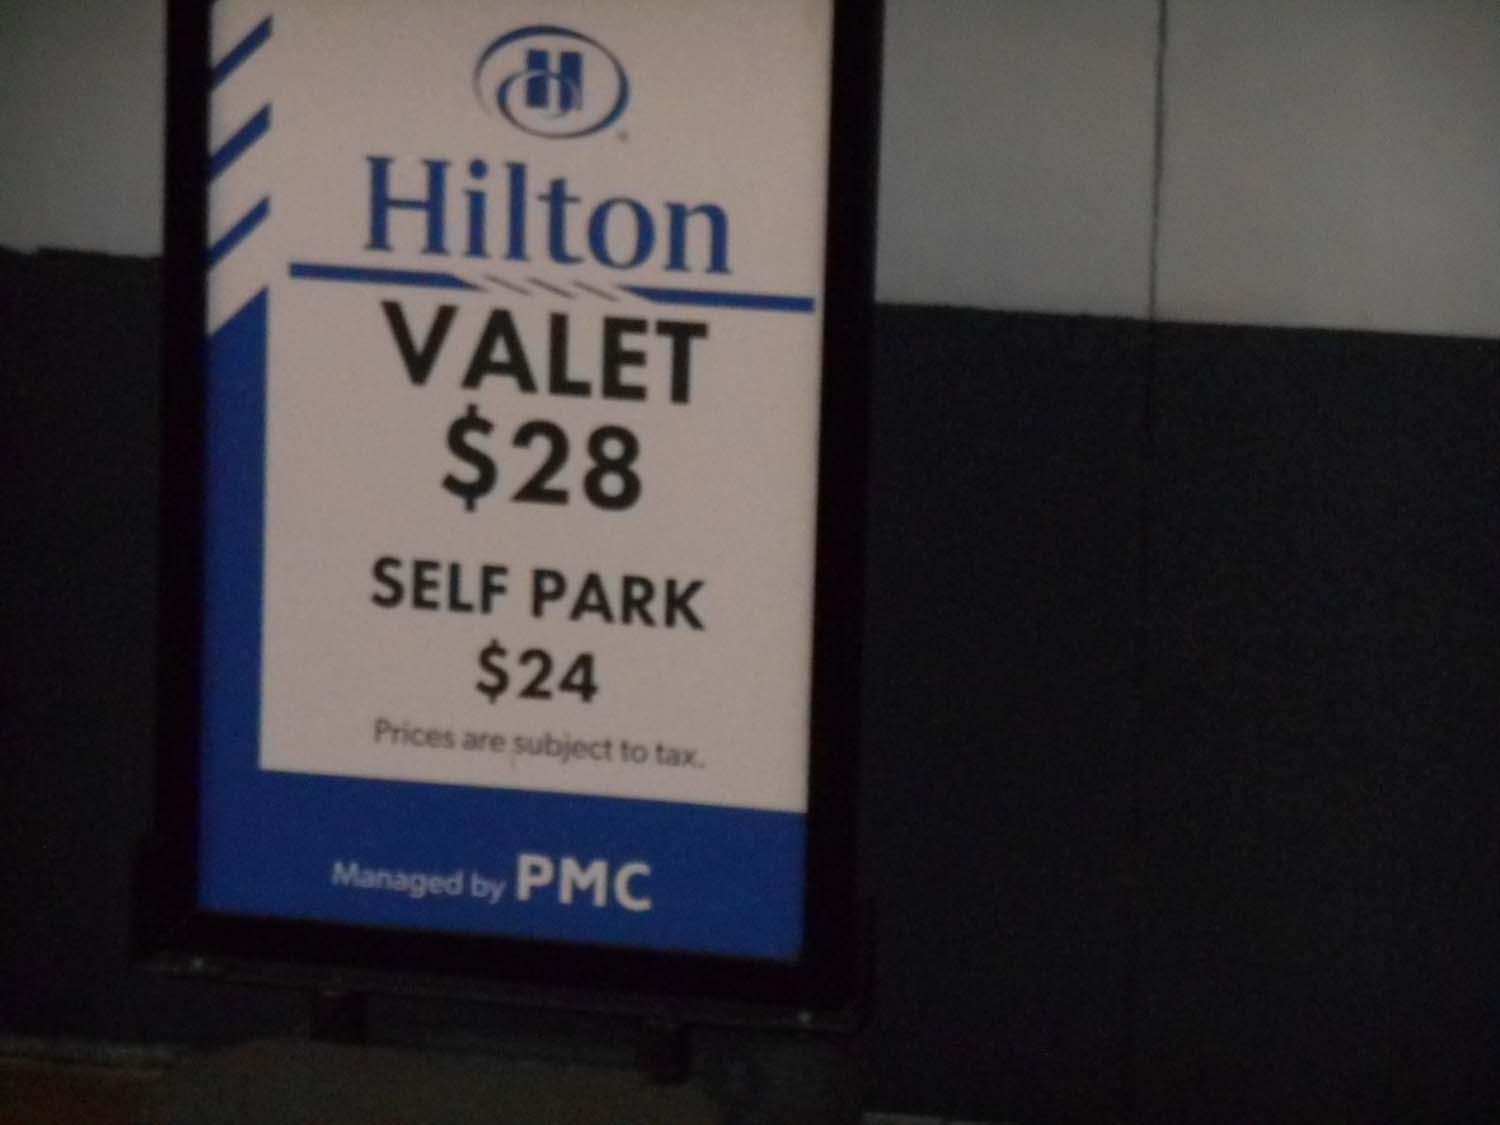 H
Hilton
VALET
$28
SELF PARK
$24
Prices are subject to tax.
Managed by PMC